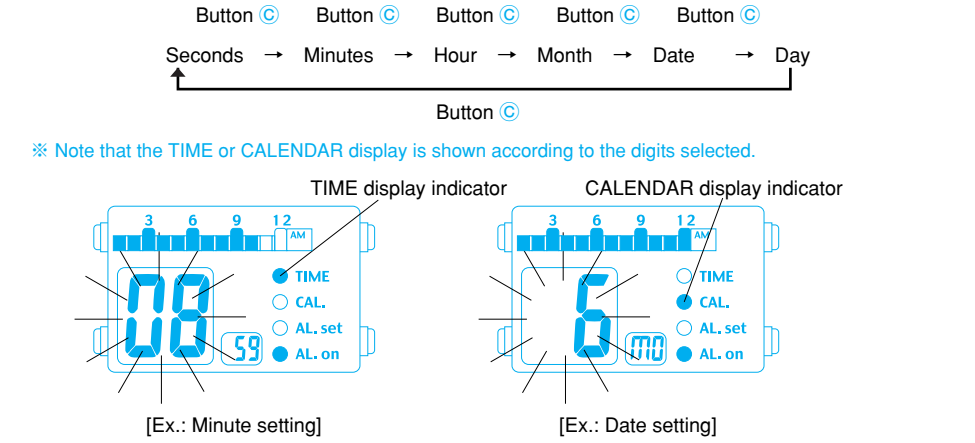 Button Ⓒ Button Ⓒ Button Ⓒ Button Ⓒ Button Ⓒ
Seconds → Minutes → Hour → Month → Date → Day
Button Ⓒ
※ Note that the TIME or CALENDAR display is shown according to the digits selected.
TIME display indicator CALENDAR display indicator
3 6 9 12
AM
TIME
CAL.
AL. set
AL. on
08
59
3 6 9 12
AM
TIME
CAL.
AL. set
AL. on
6
MO
[Ex.: Minute setting] [Ex.: Date setting]